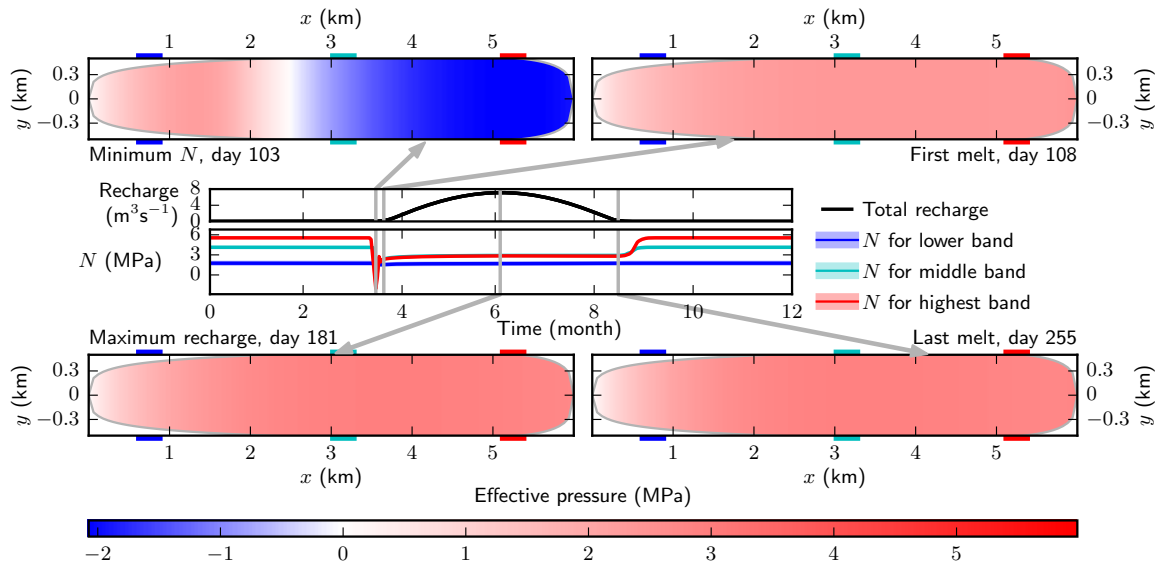 x (km)
x (km)
1 2 3 4 5
1 2 3 4 5
y (km)
0.3
0
−0.3
0.3
0
−0.3
y (km)
Minimum N, day 103
First melt, day 108
Recharge
(m³s⁻¹)
8
4
0
N (MPa)
6
3
0
0 2 4 6 8 10 12
Time (month)
Total recharge
N for lower band
N for middle band
N for highest band
Maximum recharge, day 181
Last melt, day 255
y (km)
0.3
0
−0.3
0.3
0
−0.3
y (km)
1 2 3 4 5
1 2 3 4 5
x (km)
x (km)
Effective pressure (MPa)
−2 −1 0 1 2 3 4 5